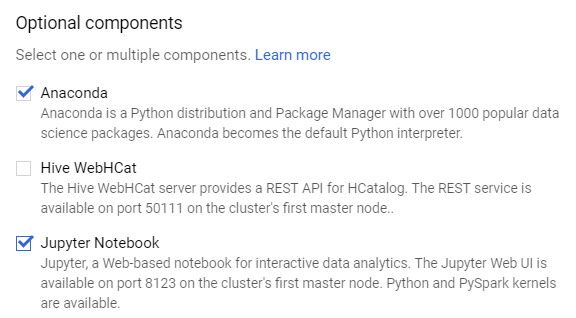 Optional components
Select one or multiple components. Learn more
Anaconda
Anaconda is a Python distribution and Package Manager with over 1000 popular data
science packages. Anaconda becomes the default Python interpreter.
Hive WebHCat
The Hive WebHCat server provides a REST API for HCatalog. The REST service is
available on port 50111 on the cluster's first master node..
Jupyter Notebook
Jupyter, a Web-based notebook for interactive data analytics. The Jupyter Web UI is
available on port 8123 on the cluster's first master node. Python and PySpark kernels
are available.